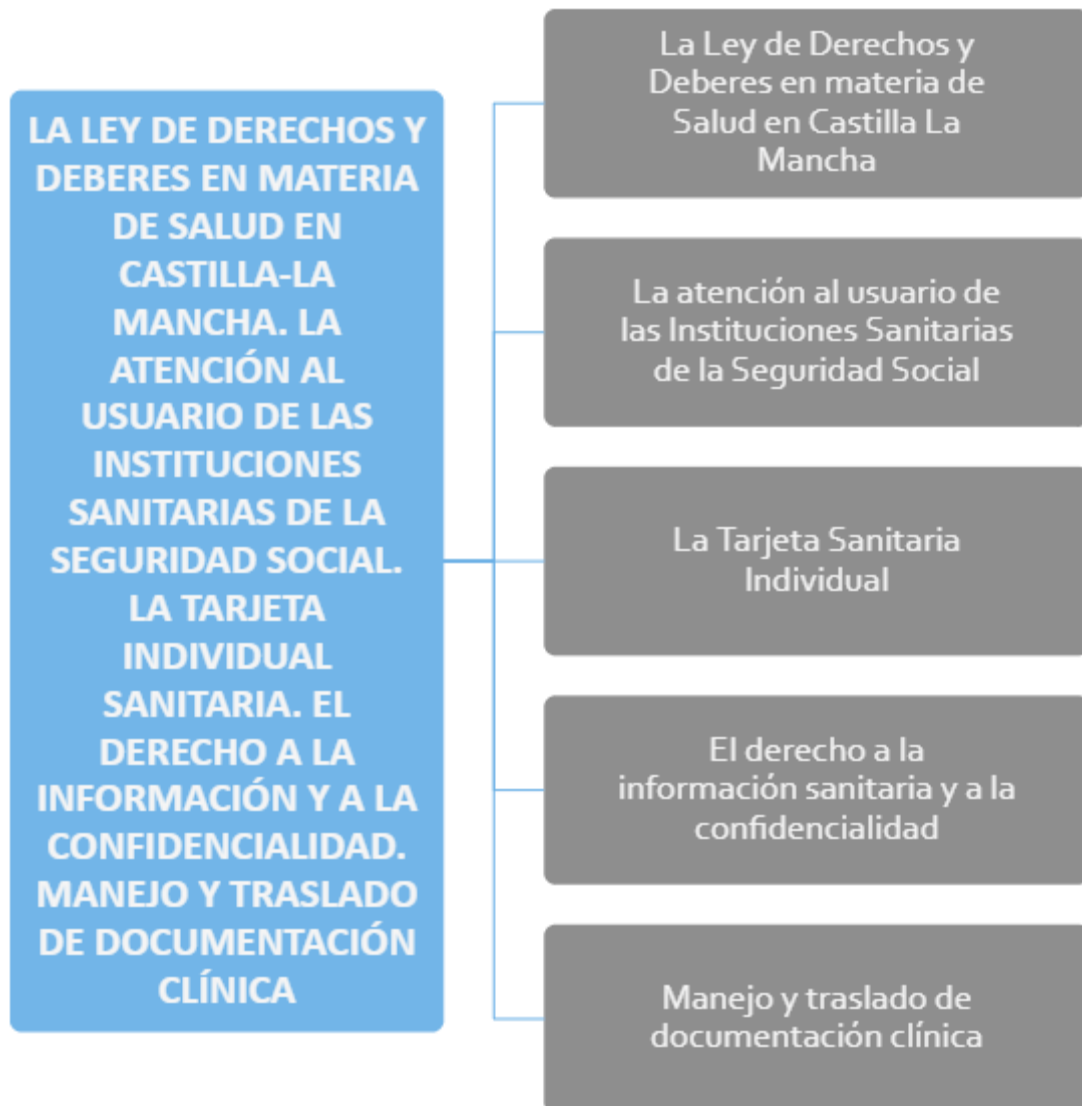 LA LEY DE DERECHOS Y
DEBERES EN MATERIA
DE SALUD EN
CASTILLA-LA
MANCHA. LA
ATENCIÓN AL
USUARIO DE LAS
INSTITUCIONES
SANITARIAS DE LA
SEGURIDAD SOCIAL.
LA TARJETA
INDIVIDUAL
SANITARIA. EL
DERECHO A LA
INFORMACIÓN Y A LA
CONFIDENCIALIDAD.
MANEJO Y TRASLADO
DE DOCUMENTACIÓN
CLÍNICA
La Ley de Derechos y
Deberes en materia de
Salud en Castilla La
Mancha
La atención al usuario de
las Instituciones Sanitarias
de la Seguridad Social
La Tarjeta Sanitaria
Individual
El derecho a la
información sanitaria y a la
confidencialidad
Manejo y traslado de
documentación clínica